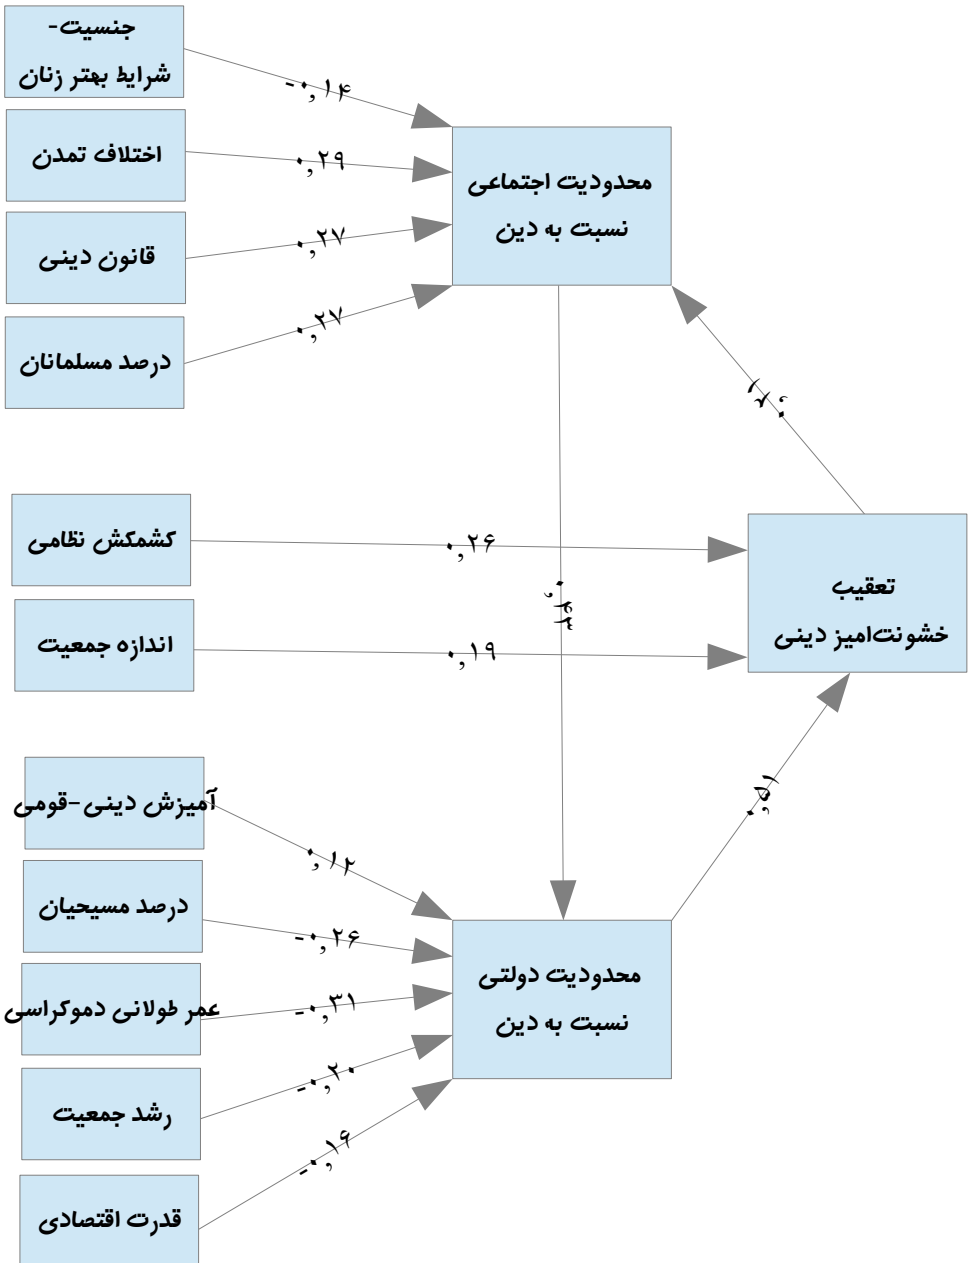 جنسیت-
شرایط بهتر زنان
-۰,۱۴
اختلاف تمدن
۰,۲۹
محدودیت اجتماعی
نسبت به دین
قانون دینی
۰,۲۷
درصد مسلمانان
۰,۲۷
کشمکش نظامی
۰,۲۶
تعقیب
خشونت‌امیز دینی
۰,۴۳
اندازه جمعیت
۰,۱۹
آمیزش دینی-قومی
۰,۵۱
۰,۱۲
درصد مسیحیان
-۰,۲۶
محدودیت دولتی
نسبت به دین
عمر طولانی دموکراسی
-۰,۳۱
رشد جمعیت
-۰,۲۰
قدرت اقتصادی
-۰,۱۶